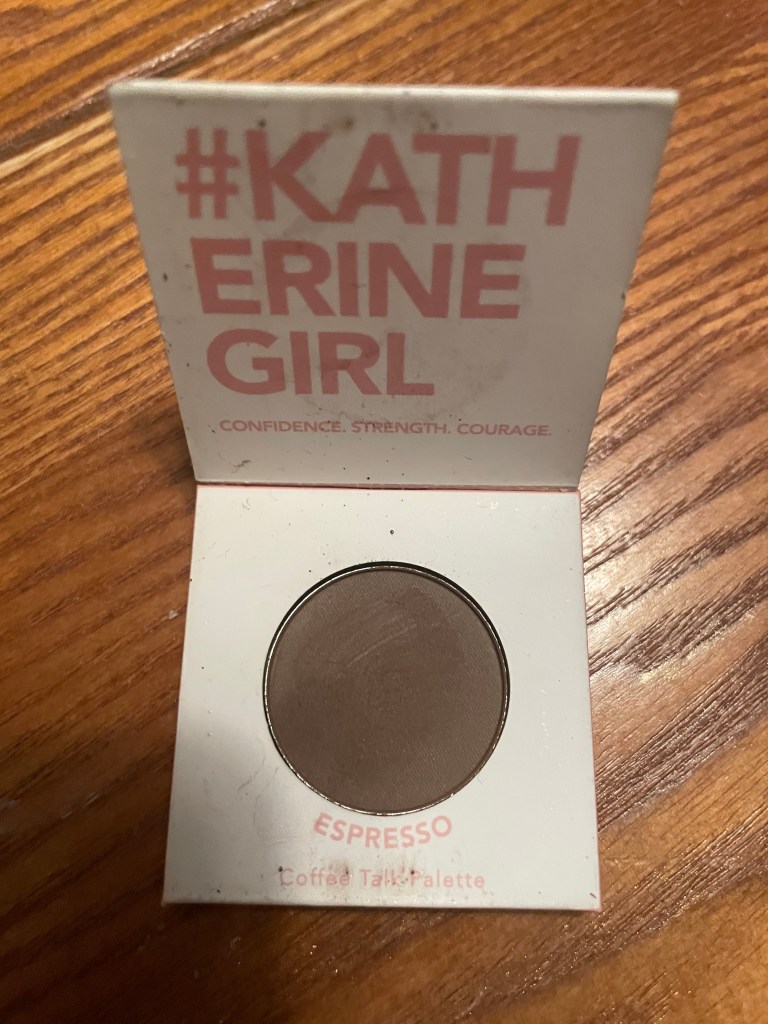 #KATH
ERINE
GIRL
CONFIDENCE. STRENGTH. COURAGE.
ESPRESSO
Coffee Talk Palette